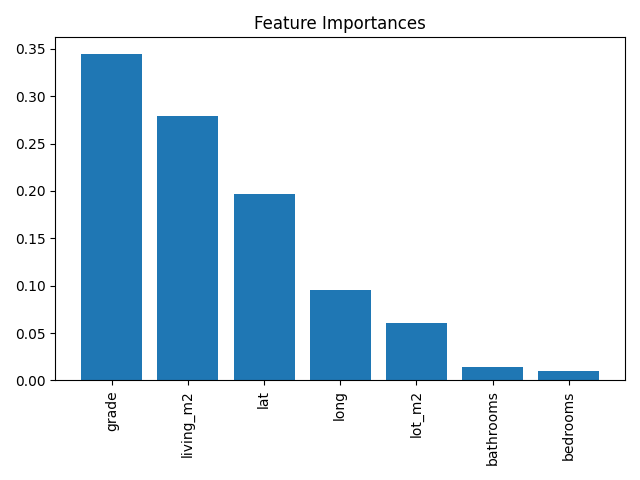 Feature Importances
0.35
0.30
0.25
0.20
0.15
0.10
0.05
0.00
grade
living_m2
lat
long
lot_m2
bathrooms
bedrooms